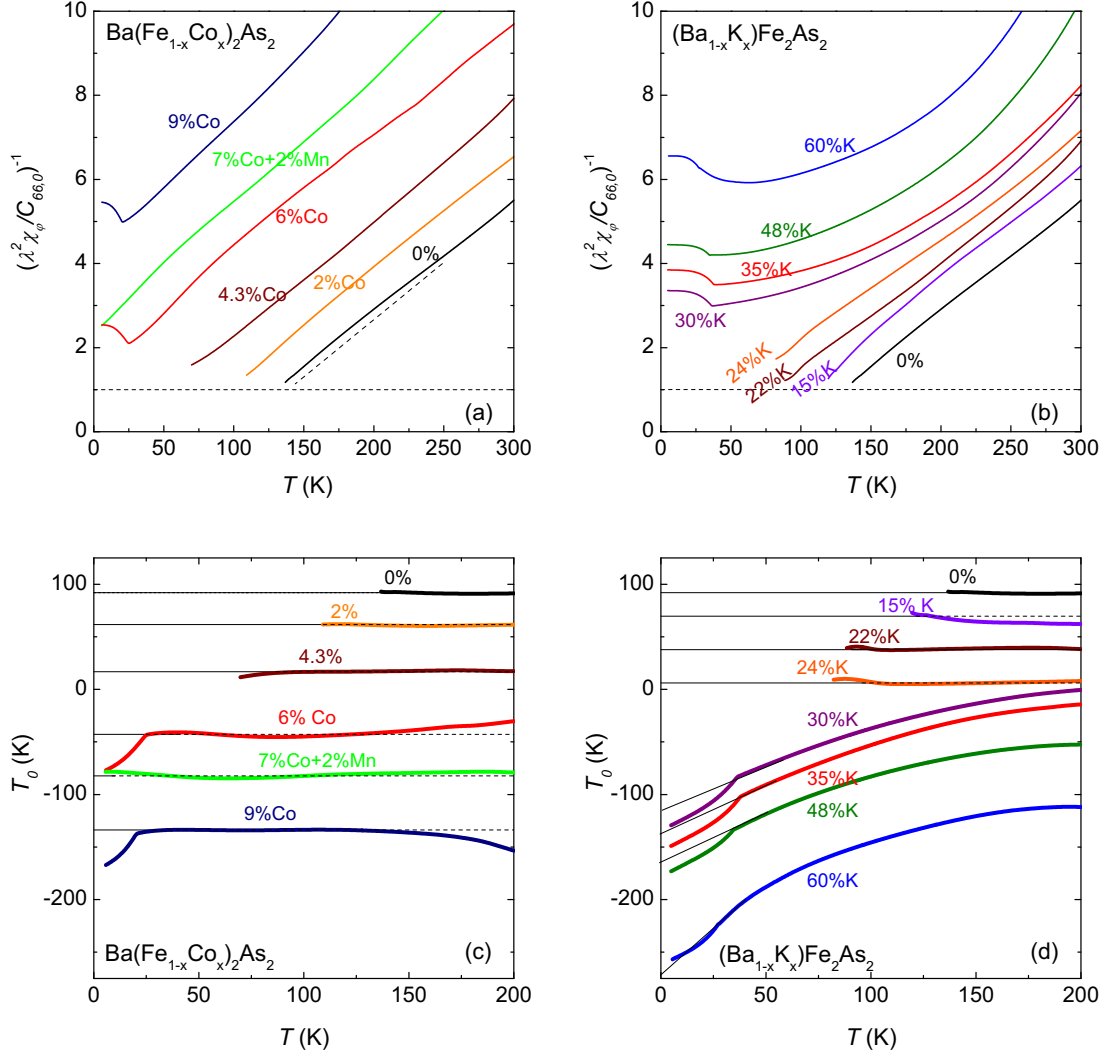 Ba(Fe1-xCox)2As2
9%Co
7%Co+2%Mn
6%Co
4.3%Co
2%Co
0%
(a)
0 2 4 6 8 10
(λ²χφ/C66,0)⁻¹
0 50 100 150 200 250 300
T (K)
(Ba1-xKx)Fe2As2
60%K
48%K
35%K
30%K
24%K
22%K
15%K
0%
(b)
0 2 4 6 8 10
(λ²χφ/C66,0)⁻¹
0 50 100 150 200 250 300
T (K)
0%
2%
4.3%
6% Co
7%Co+2%Mn
9%Co
Ba(Fe1-xCox)2As2
(c)
100 0 -100 -200
T0 (K)
0 50 100 150 200
T (K)
0%
15% K
22%K
24%K
30%K
35%K
48%K
60%K
(Ba1-xKx)Fe2As2
(d)
100 0 -100 -200
T0 (K)
0 50 100 150 200
T (K)